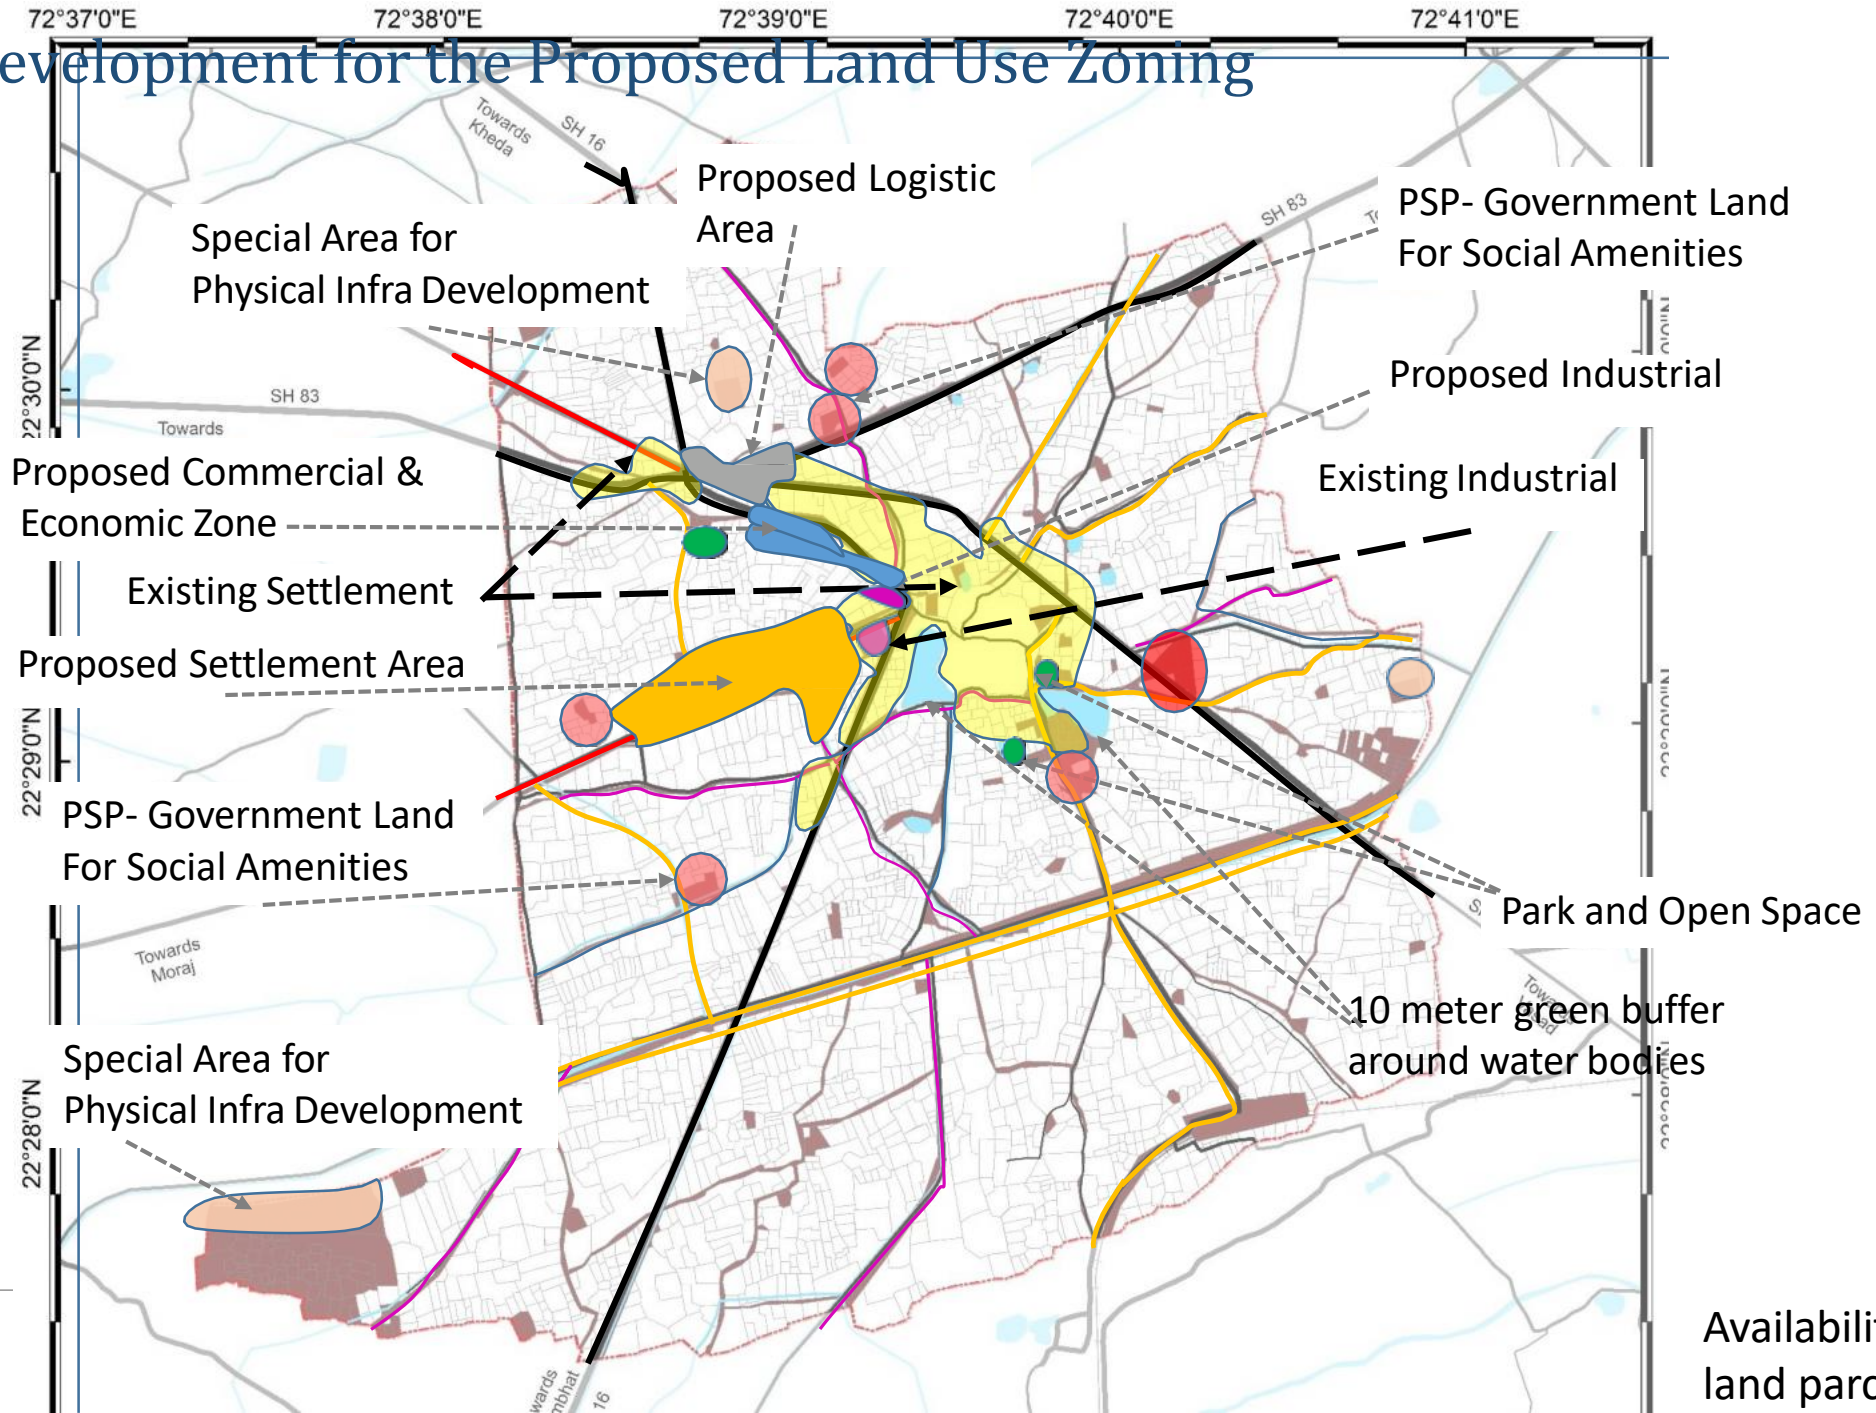 72°37'0"E
72°38'0"E
72°39'0"E
72°40'0"E
72°41'0"E
evelopment for the Proposed Land Use Zoning
Towards
Kheda
SH 16
Proposed Logistic
Area
SH 83
PSP- Government Land
For Social Amenities
Special Area for
Physical Infra Development
22°30'0"N
SH 83
Towards
Proposed Industrial
Proposed Commercial &
Economic Zone
Existing Industrial
Existing Settlement
Proposed Settlement Area
22°29'0"N
PSP- Government Land
For Social Amenities
Park and Open Space
Towards
Moraj
10 meter green buffer
around water bodies
Special Area for
Physical Infra Development
22°28'0"N
Availabili
land parc
wards
mbhat
16